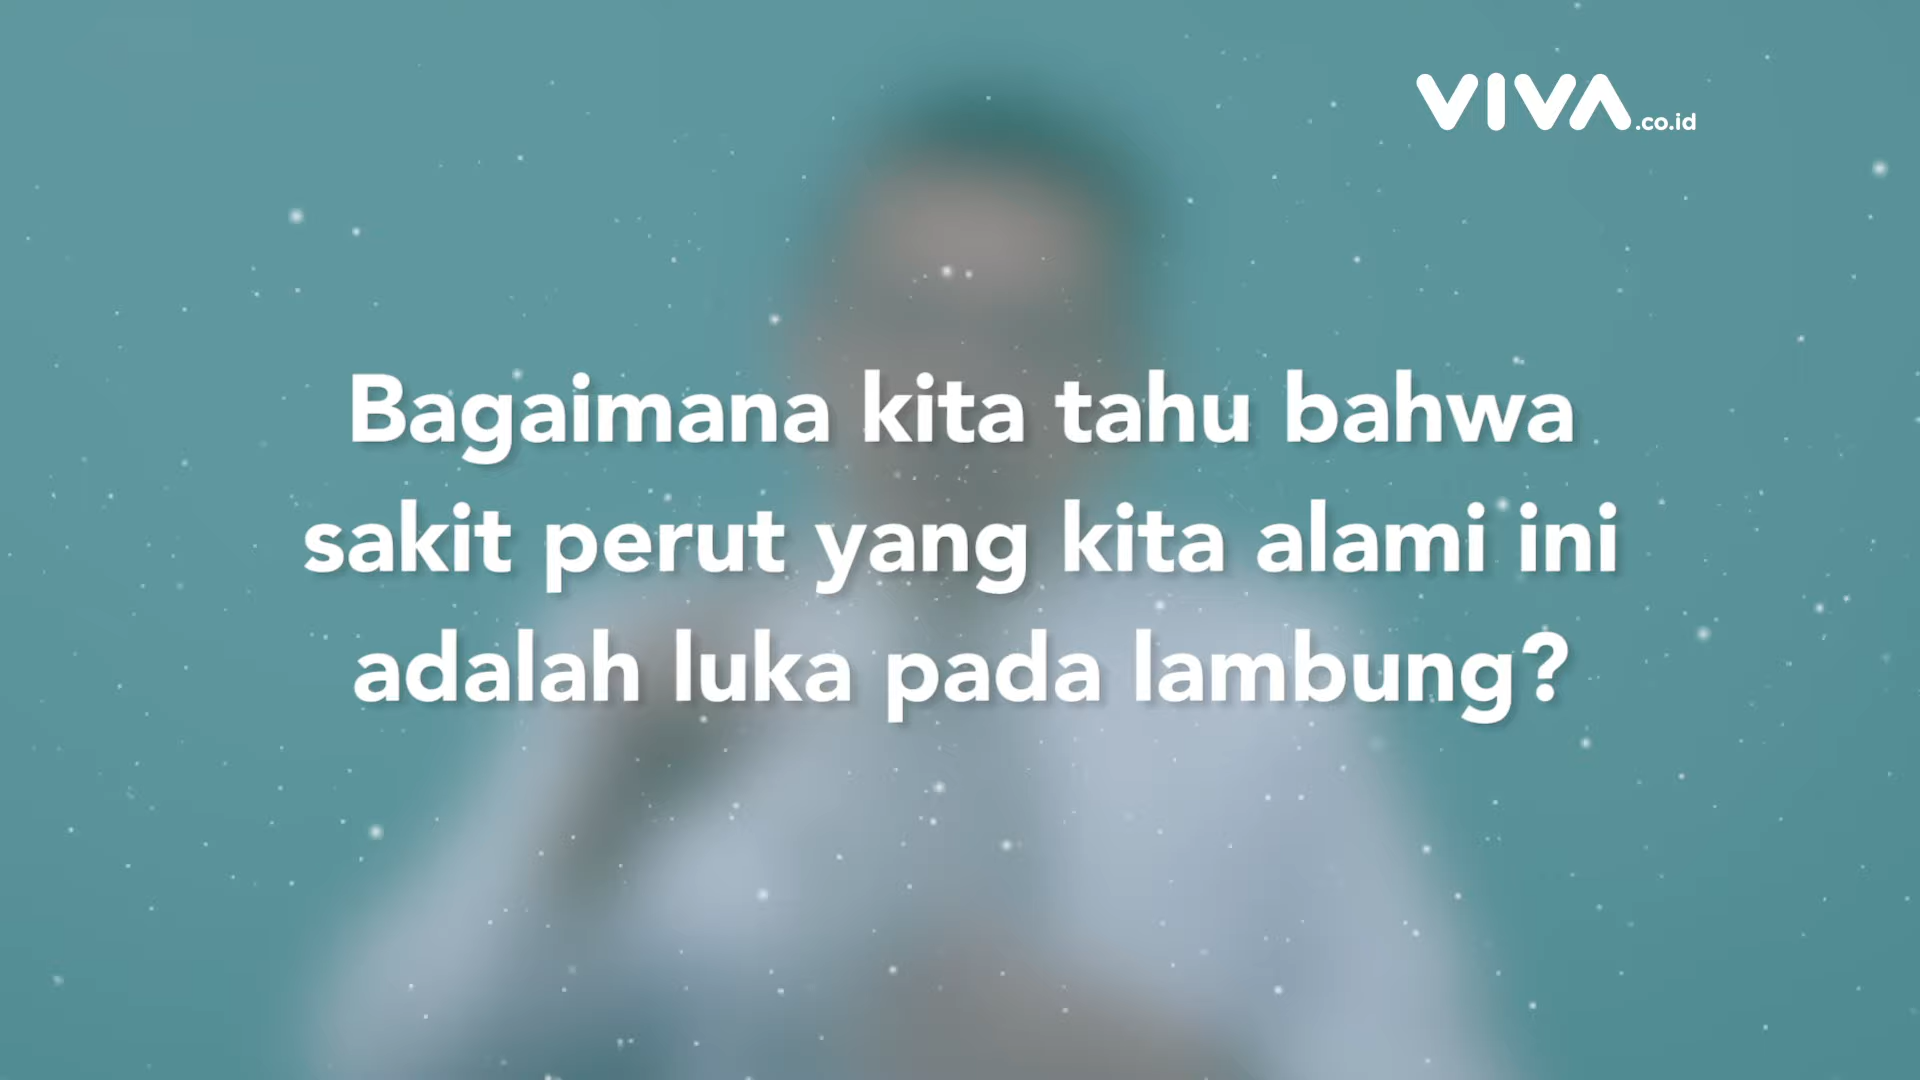 VIVA.co.id
Bagaimana kita tahu bahwa
sakit perut yang kita alami ini
adalah luka pada lambung?